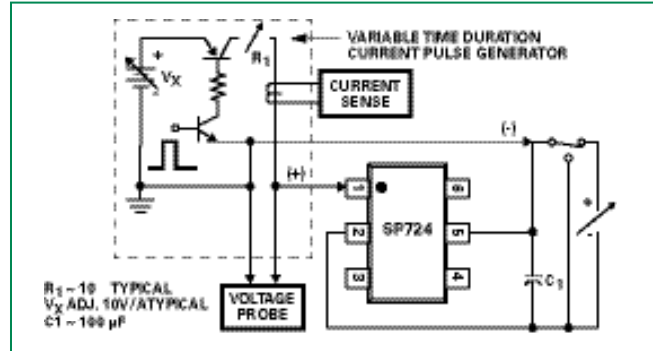 VARIABLE TIME DURATION
CURRENT PULSE GENERATOR
+
VX
R1
CURRENT
SENSE
(-)
(+)
1
2
3
SP724
6
5
4
+
-
C1
R1 ~ 10 TYPICAL
VX ADJ. 10V//ATYPICAL
C1 ~ 100 µF
VOLTAGE
PROBE